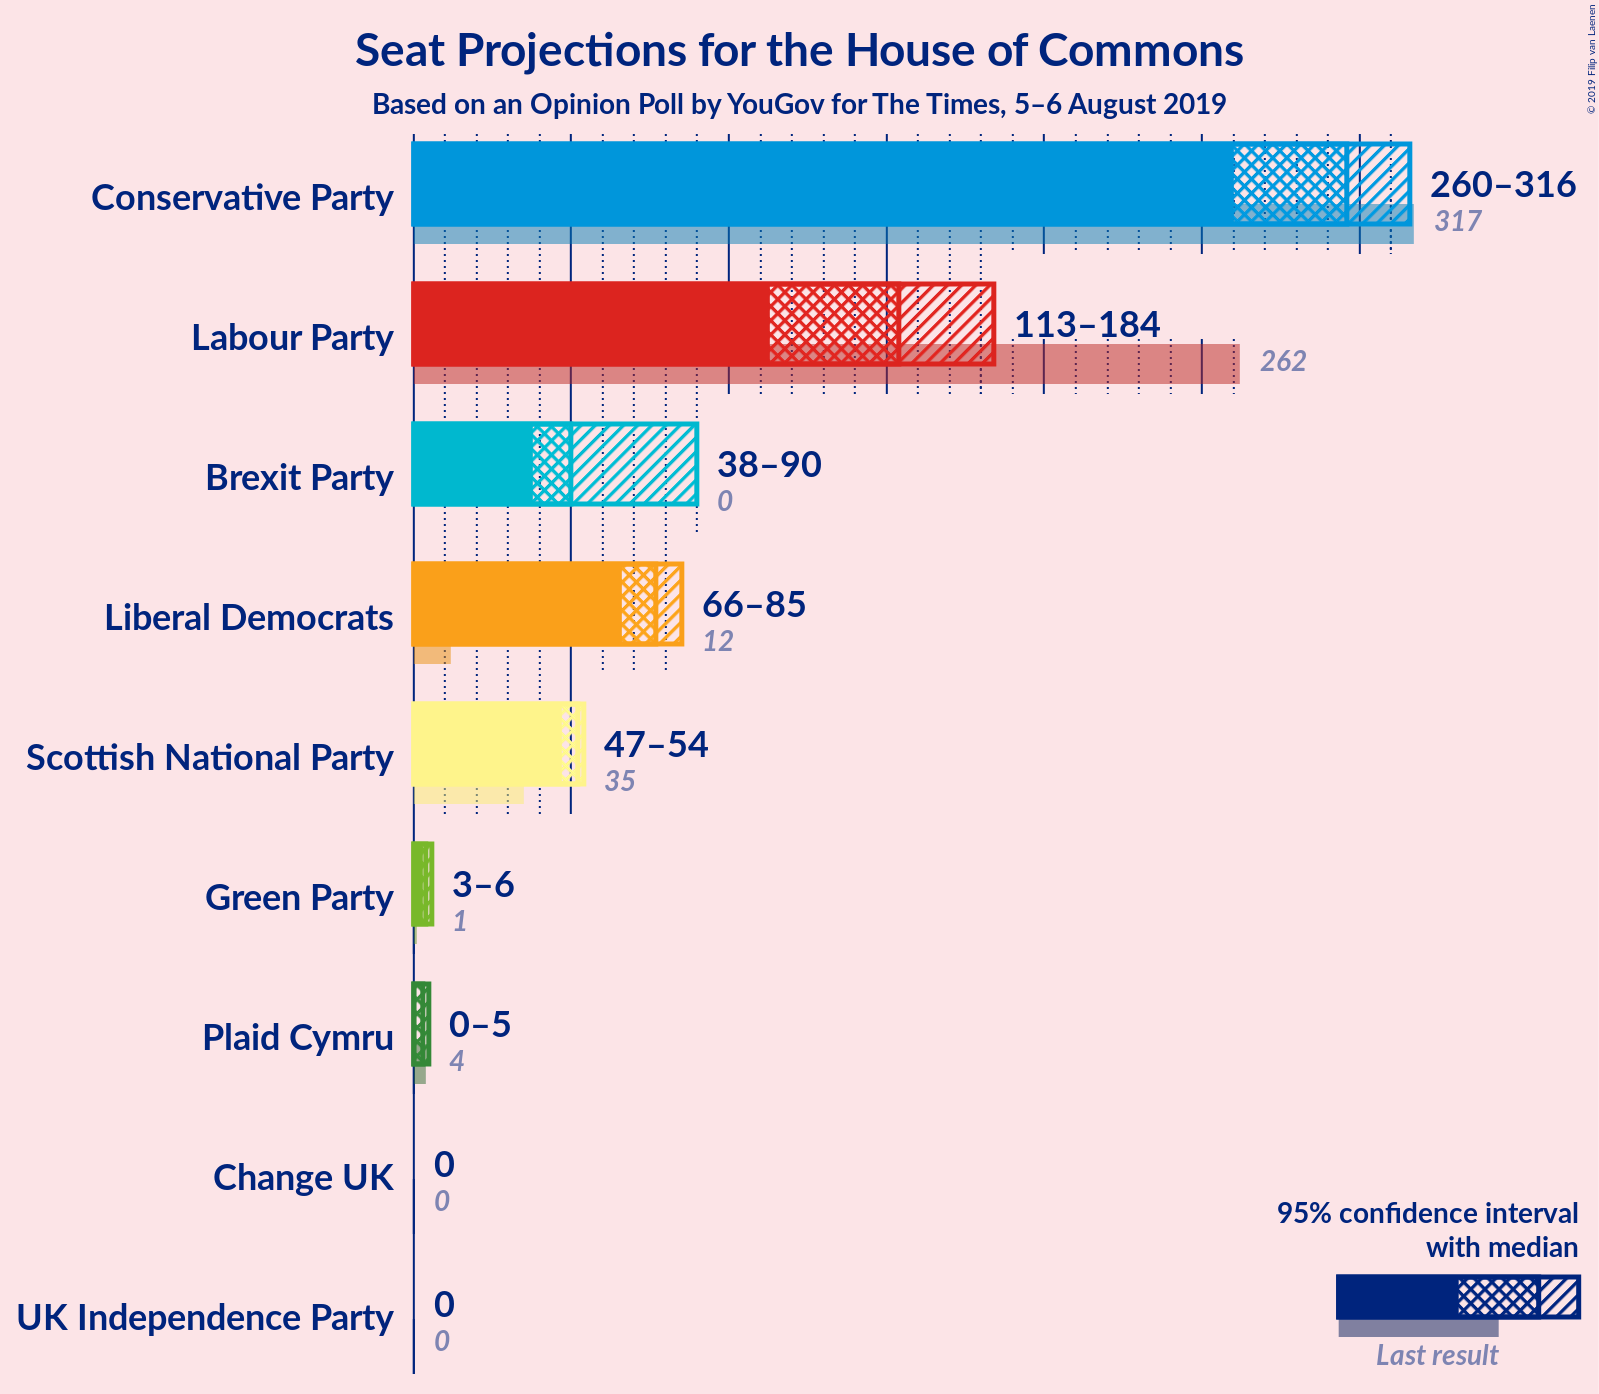 Seat Projections for the House of Commons
Based on an Opinion Poll by YouGov for The Times, 5–6 August 2019
© 2019 Filip van Laenen
Conservative Party
260–316
317
Labour Party
113–184
262
Brexit Party
38–90
0
Liberal Democrats
66–85
12
Scottish National Party
47–54
35
Green Party
3–6
1
Plaid Cymru
0–5
4
Change UK
0
0
UK Independence Party
0
0
95% confidence interval
with median
Last result